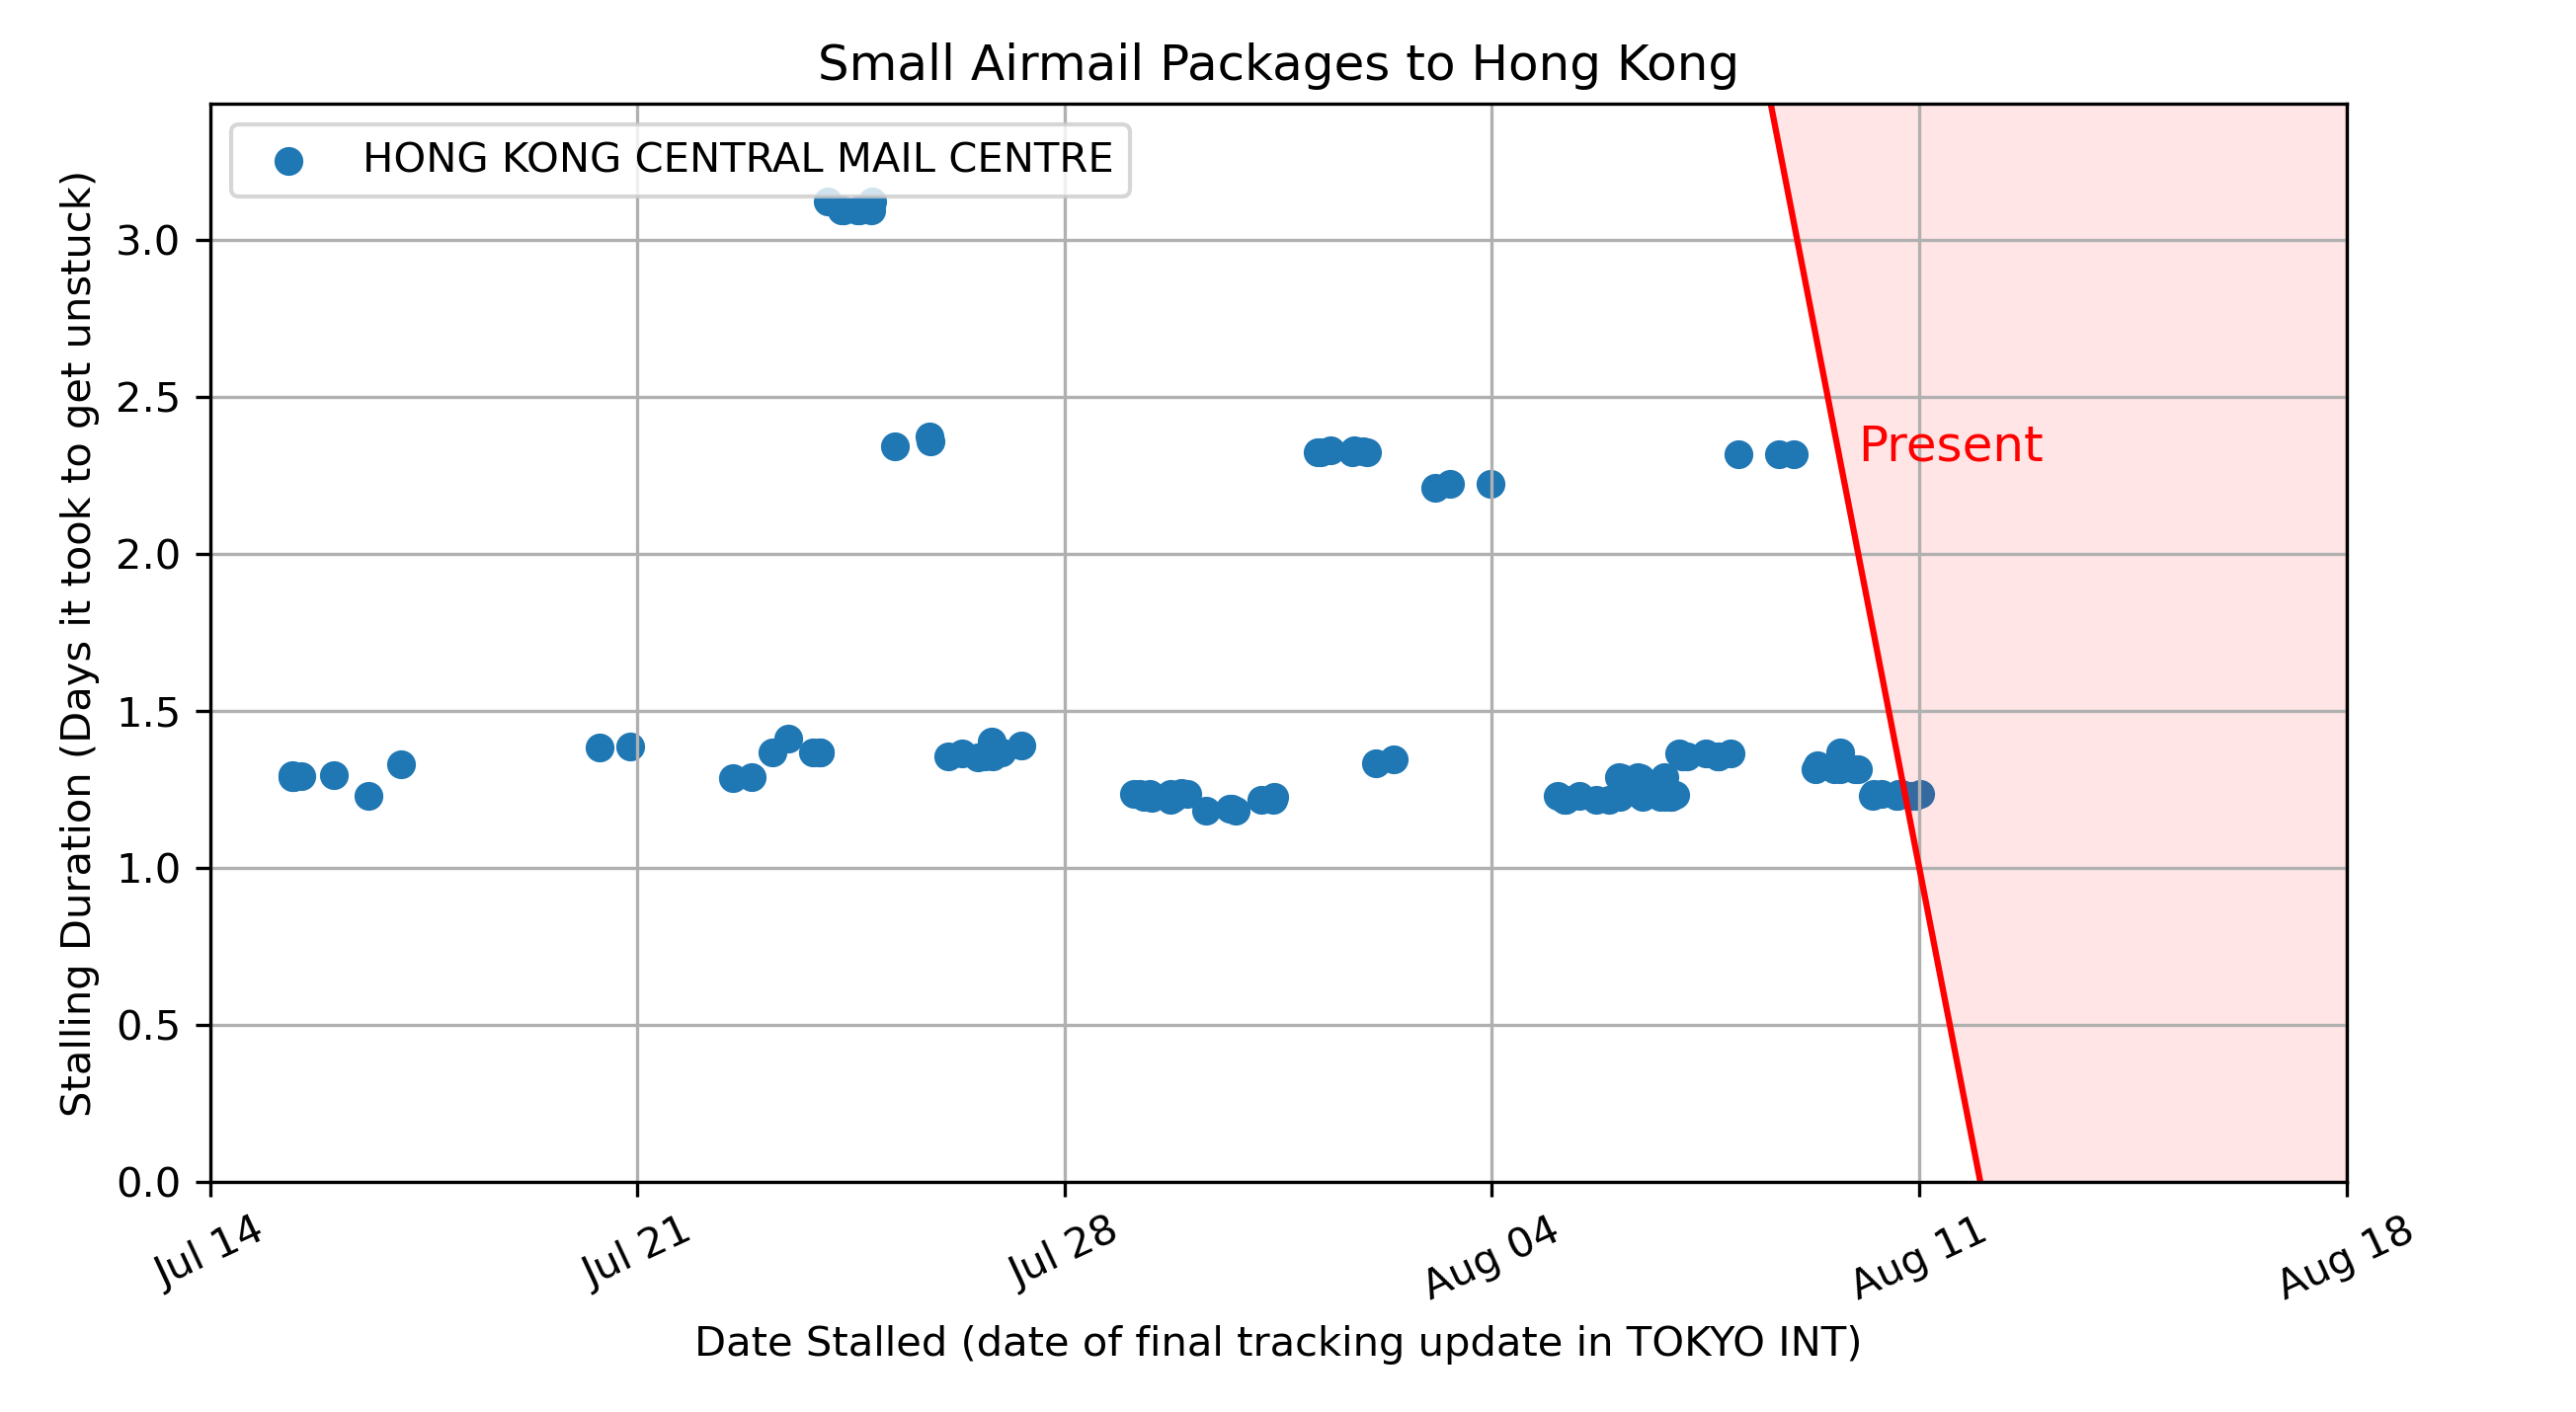 Small Airmail Packages to Hong Kong
HONG KONG CENTRAL MAIL CENTRE
Stalling Duration (Days it took to get unstuck)
3.0
2.5
2.0
1.5
1.0
0.5
0.0
Present
Jul 14
Jul 21
Jul 28
Aug 04
Aug 11
Aug 18
Date Stalled (date of final tracking update in TOKYO INT)